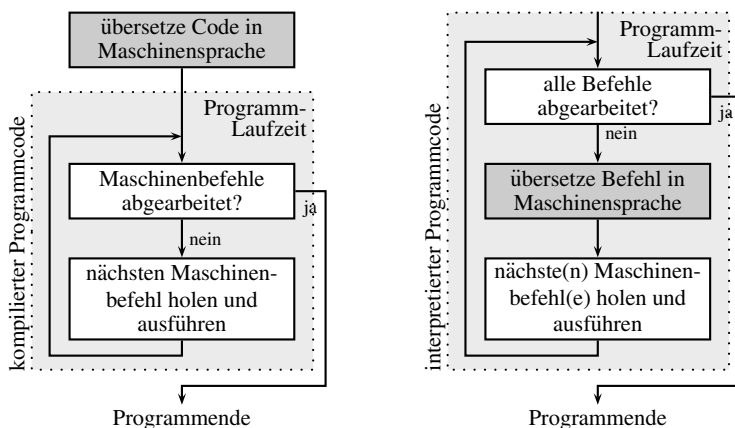 übersetze Code in
Maschinensprache
Programm-
Laufzeit
Maschinenbefehle
abgearbeitet?
ja
nein
nächsten Maschinen-
befehl holen und
ausführen
kompilierter Programmcode
Programmende
Programm-
Laufzeit
alle Befehle
abgearbeitet?
ja
nein
übersetze Befehl in
Maschinensprache
nächste(n) Maschinen-
befehl(e) holen und
ausführen
interpretierter Programmcode
Programmende